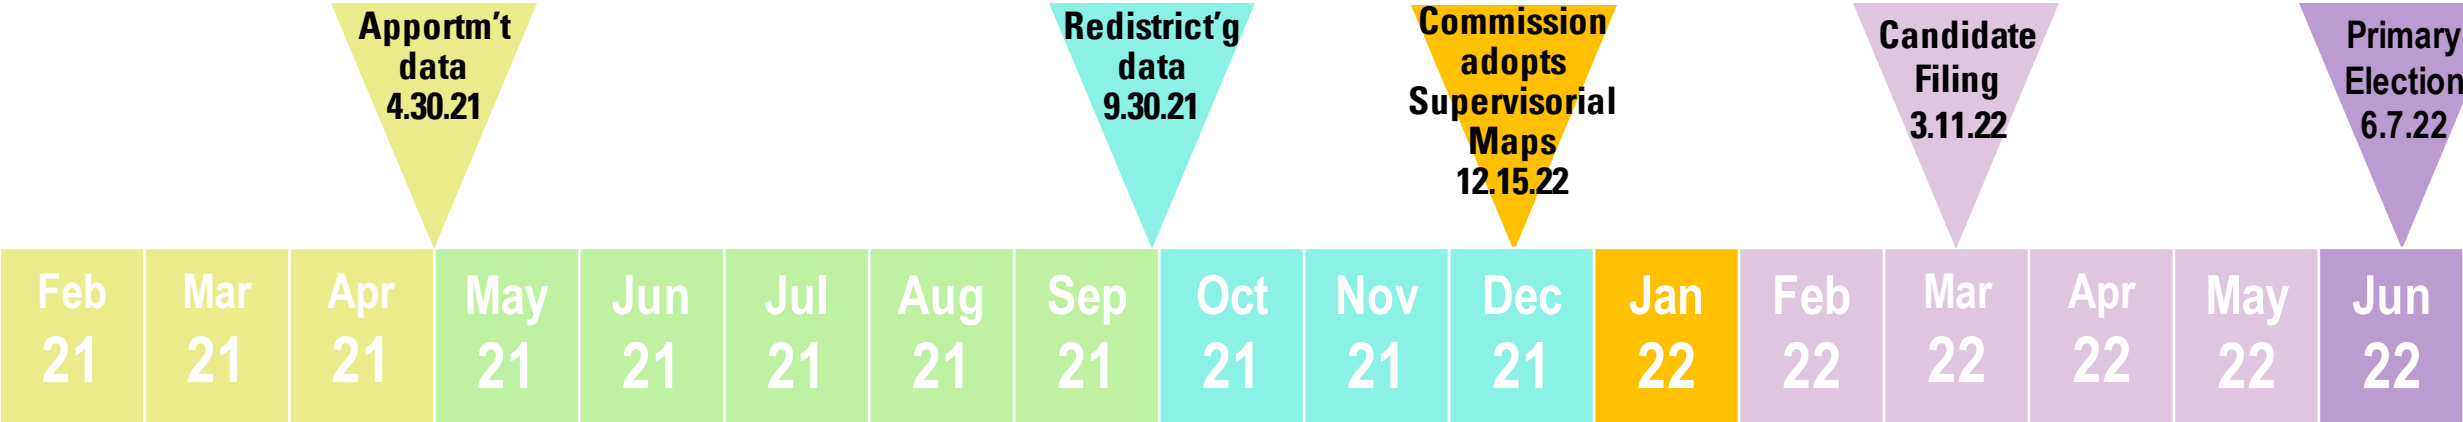 Apportm't
data
4.30.21
Redistrict'g
data
9.30.21
Commission
adopts
Supervisorial
Maps
12.15.22
Candidate
Filing
3.11.22
Primary
Election
6.7.22
Feb
21
Mar
21
Apr
21
May
21
Jun
21
Jul
21
Aug
21
Sep
21
Oct
21
Nov
21
Dec
21
Jan
22
Feb
22
Mar
22
Apr
22
May
22
Jun
22